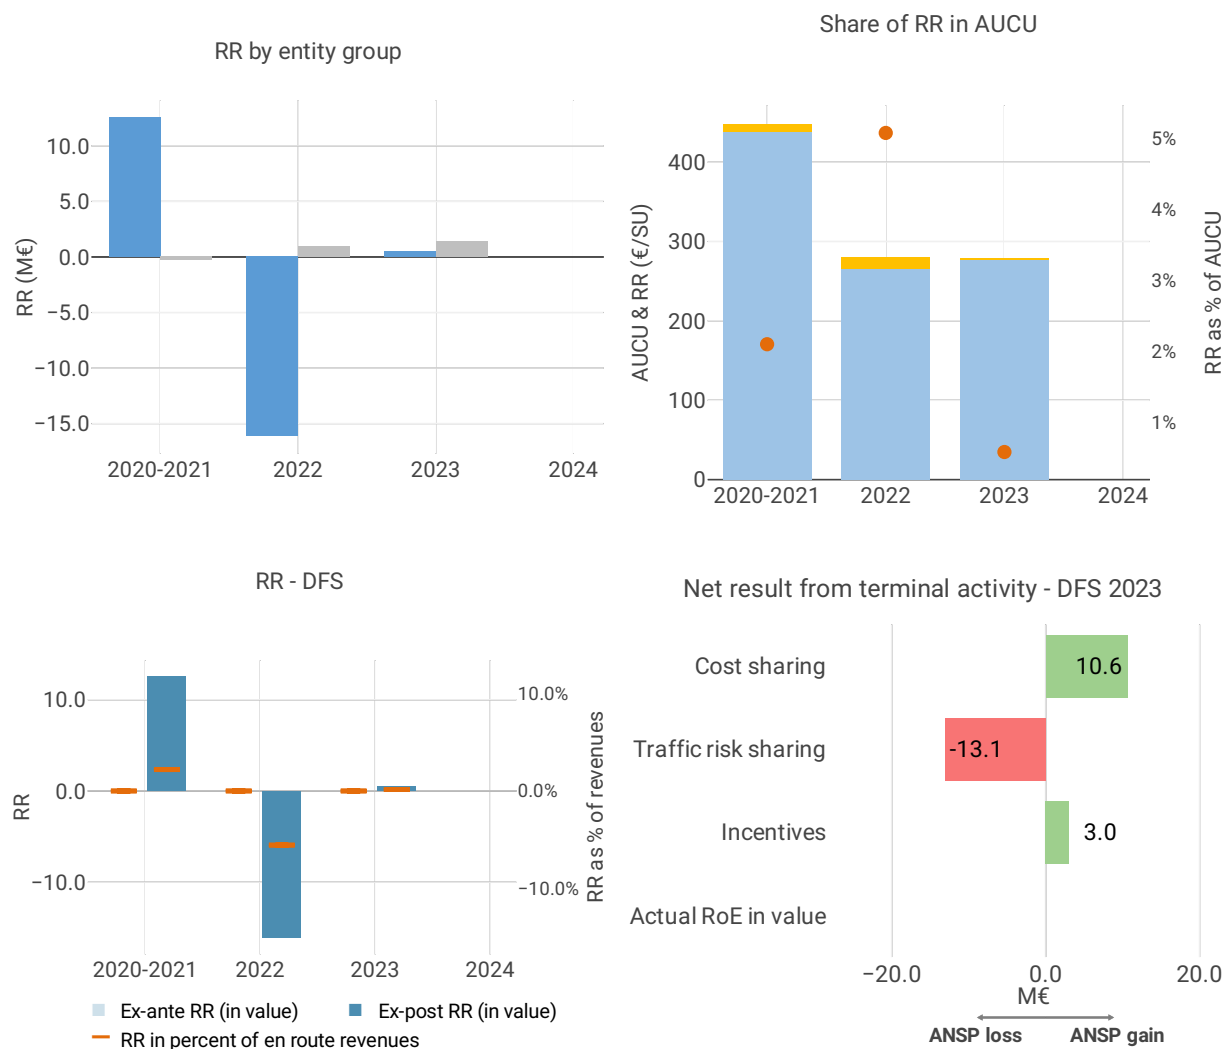 RR by entity group
RR (M€)
10.0
5.0
0.0
−5.0
−10.0
−15.0
2020-2021 2022 2023 2024
Share of RR in AUCU
AUCU & RR (€/SU)
400
300
200
100
0
5%
4%
3%
2%
1%
RR as % of AUCU
2020-2021 2022 2023 2024
RR - DFS
RR
10.0
0.0
−10.0
10.0%
0.0%
−10.0%
RR as % of revenues
2020-2021 2022 2023 2024
Ex-ante RR (in value) Ex-post RR (in value)
RR in percent of en route revenues
Net result from terminal activity - DFS 2023
Cost sharing 10.6
Traffic risk sharing -13.1
Incentives 3.0
Actual RoE in value
−20.0 0.0 20.0
M€
ANSP loss ANSP gain